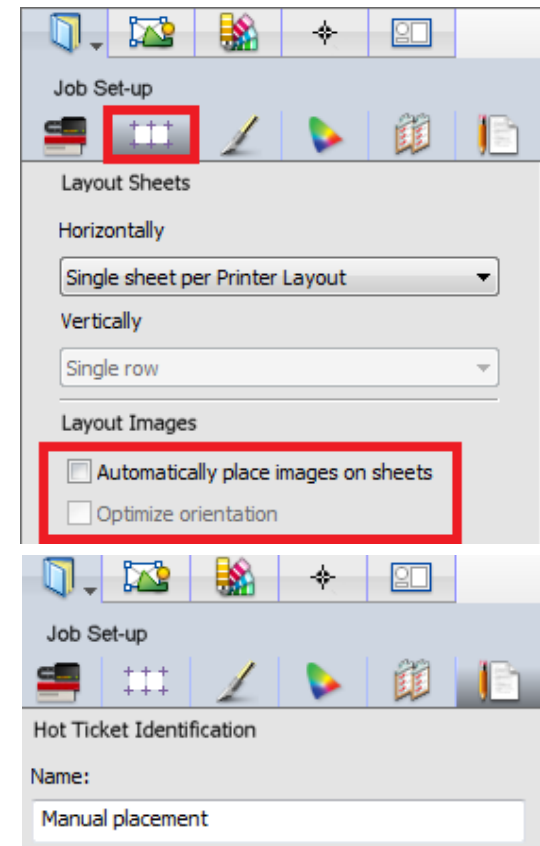 Job Set-up
Layout Sheets
Horizontally
Single sheet per Printer Layout
Vertically
Single row
Layout Images
Automatically place images on sheets
Optimize orientation
Job Set-up
Hot Ticket Identification
Name:
Manual placement